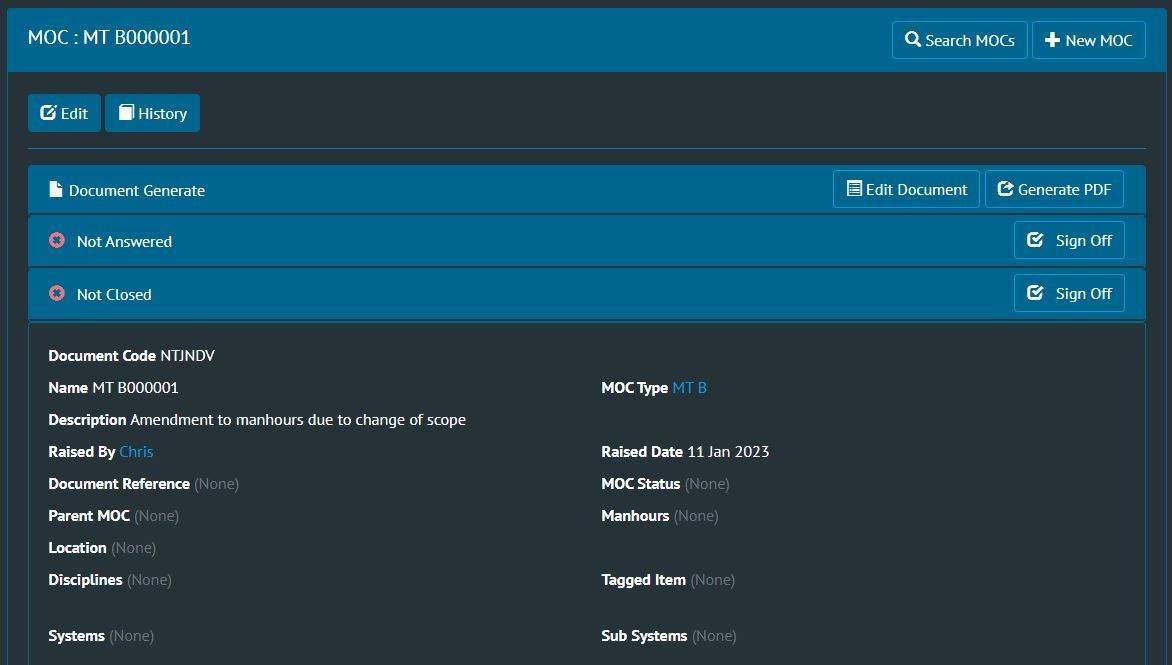 MOC : MT B000001
Search MOCs
New MOC
Edit
History
Document Generate
Edit Document
Generate PDF
Not Answered
Sign Off
Not Closed
Sign Off
Document Code NTJNDV
Name MT B000001
MOC Type MT B
Description Amendment to manhours due to change of scope
Raised By Chris
Raised Date 11 Jan 2023
Document Reference (None)
MOC Status (None)
Parent MOC (None)
Manhours (None)
Location (None)
Disciplines (None)
Tagged Item (None)
Systems (None)
Sub Systems (None)